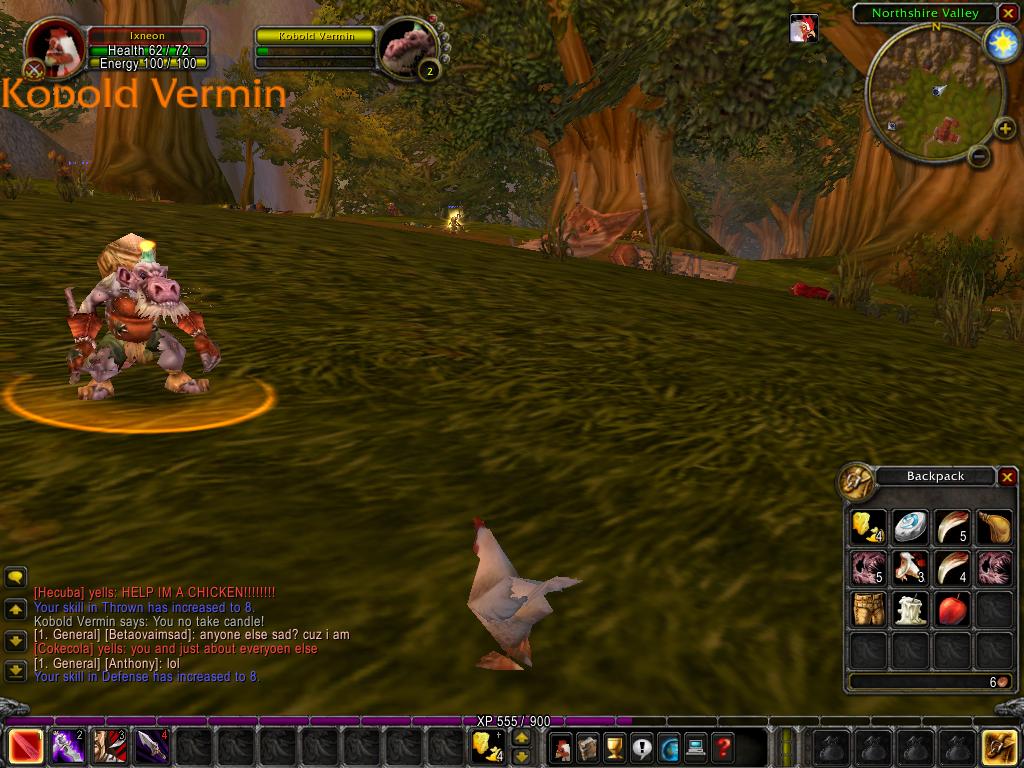 Northshire Valley
N
Ixneon
Health 62 / 72
Energy 100 / 100
Kobold Vermin
2
Kobold Vermin
Backpack
4
5
5
3
4
6
[Hecuba] yells: HELP IM A CHICKEN!!!!!!!!
Your skill in Thrown has increased to 8.
Kobold Vermin says: You no take candle!
[1. General] [Betaovaimsad]: anyone else sad? cuz i am
[Cokecola] yells: you and just about everyoen else
[1. General] [Anthony]: lol
Your skill in Defense has increased to 8.
XP 555 / 900
1 2 3 4
4